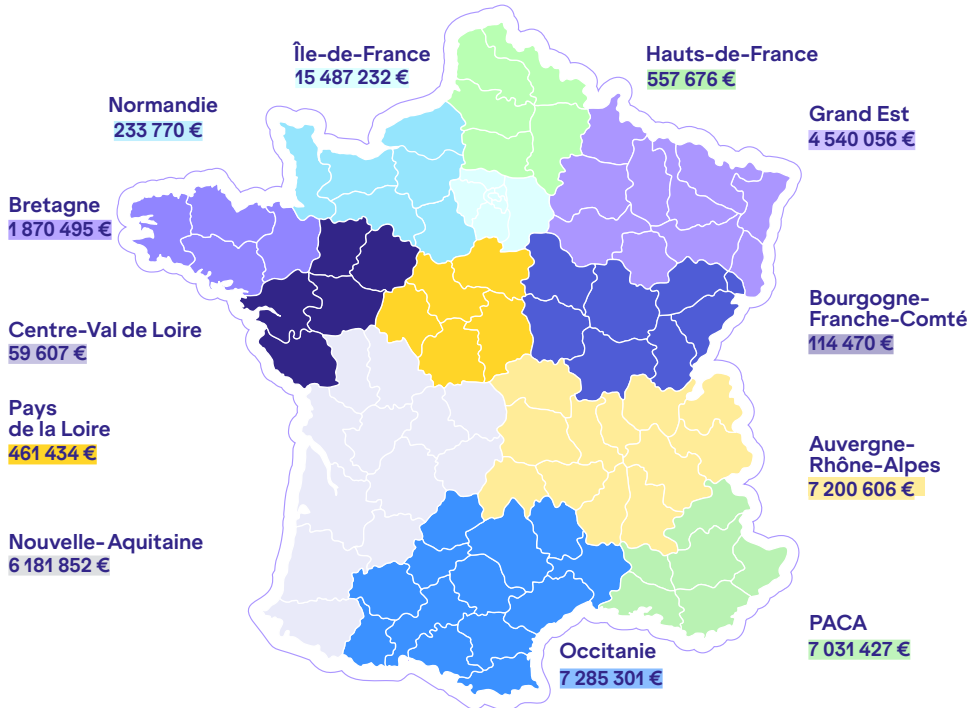 Île-de-France
15 487 232 €
Hauts-de-France
557 676 €
Normandie
233 770 €
Grand Est
4 540 056 €
Bretagne
1 870 495 €
Bourgogne-
Franche-Comté
114 470 €
Centre-Val de Loire
59 607 €
Pays
de la Loire
461 434 €
Auvergne-
Rhône-Alpes
7 200 606 €
Nouvelle-Aquitaine
6 181 852 €
PACA
7 031 427 €
Occitanie
7 285 301 €